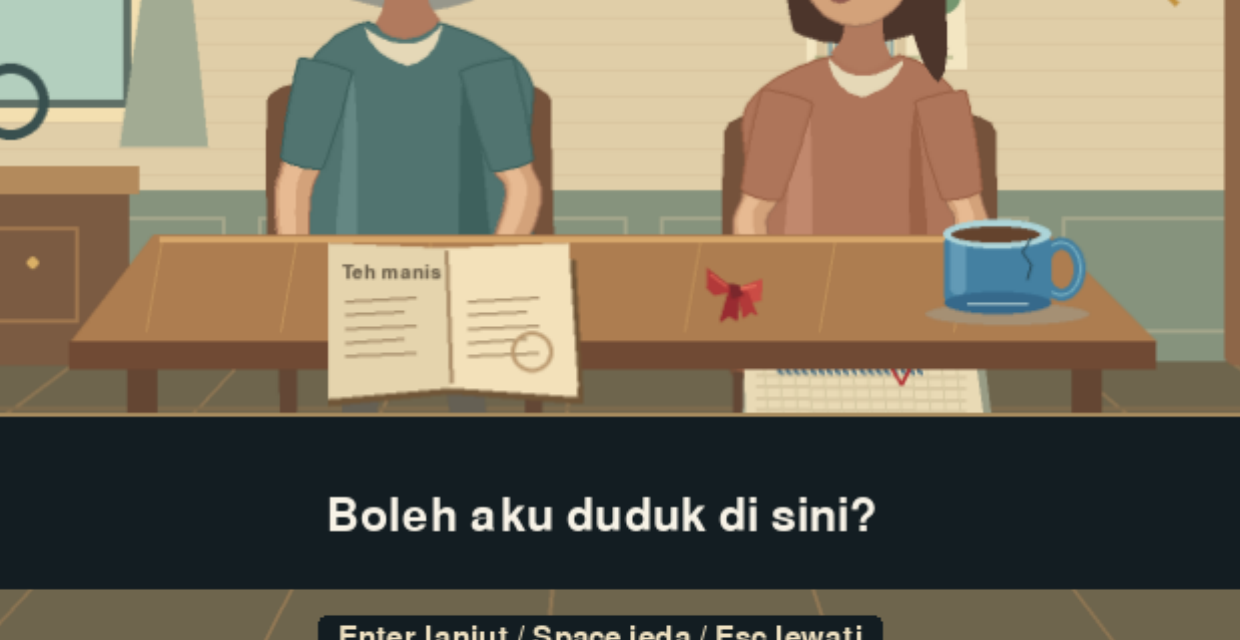 Teh manis
Boleh aku duduk di sini?
Enter lanjut / Space jeda / Esc lewati